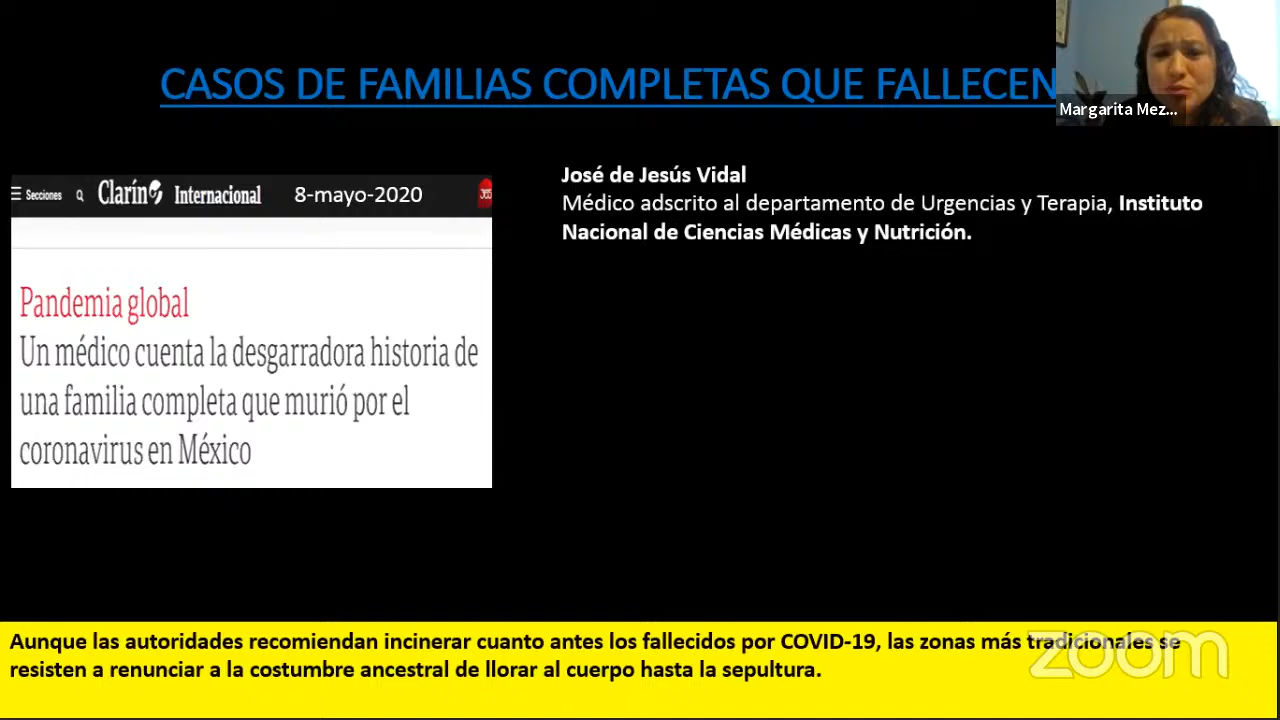 CASOS DE FAMILIAS COMPLETAS QUE FALLECEN
Margarita Mez...
José de Jesús Vidal
Médico adscrito al departamento de Urgencias y Terapia, Instituto
Nacional de Ciencias Médicas y Nutrición.
Secciones Clarín Internacional 8-mayo-2020 365
Pandemia global
Un médico cuenta la desgarradora historia de
una familia completa que murió por el
coronavirus en México
Aunque las autoridades recomiendan incinerar cuanto antes los fallecidos por COVID-19, las zonas más tradicionales se
resisten a renunciar a la costumbre ancestral de llorar al cuerpo hasta la sepultura.
zoom